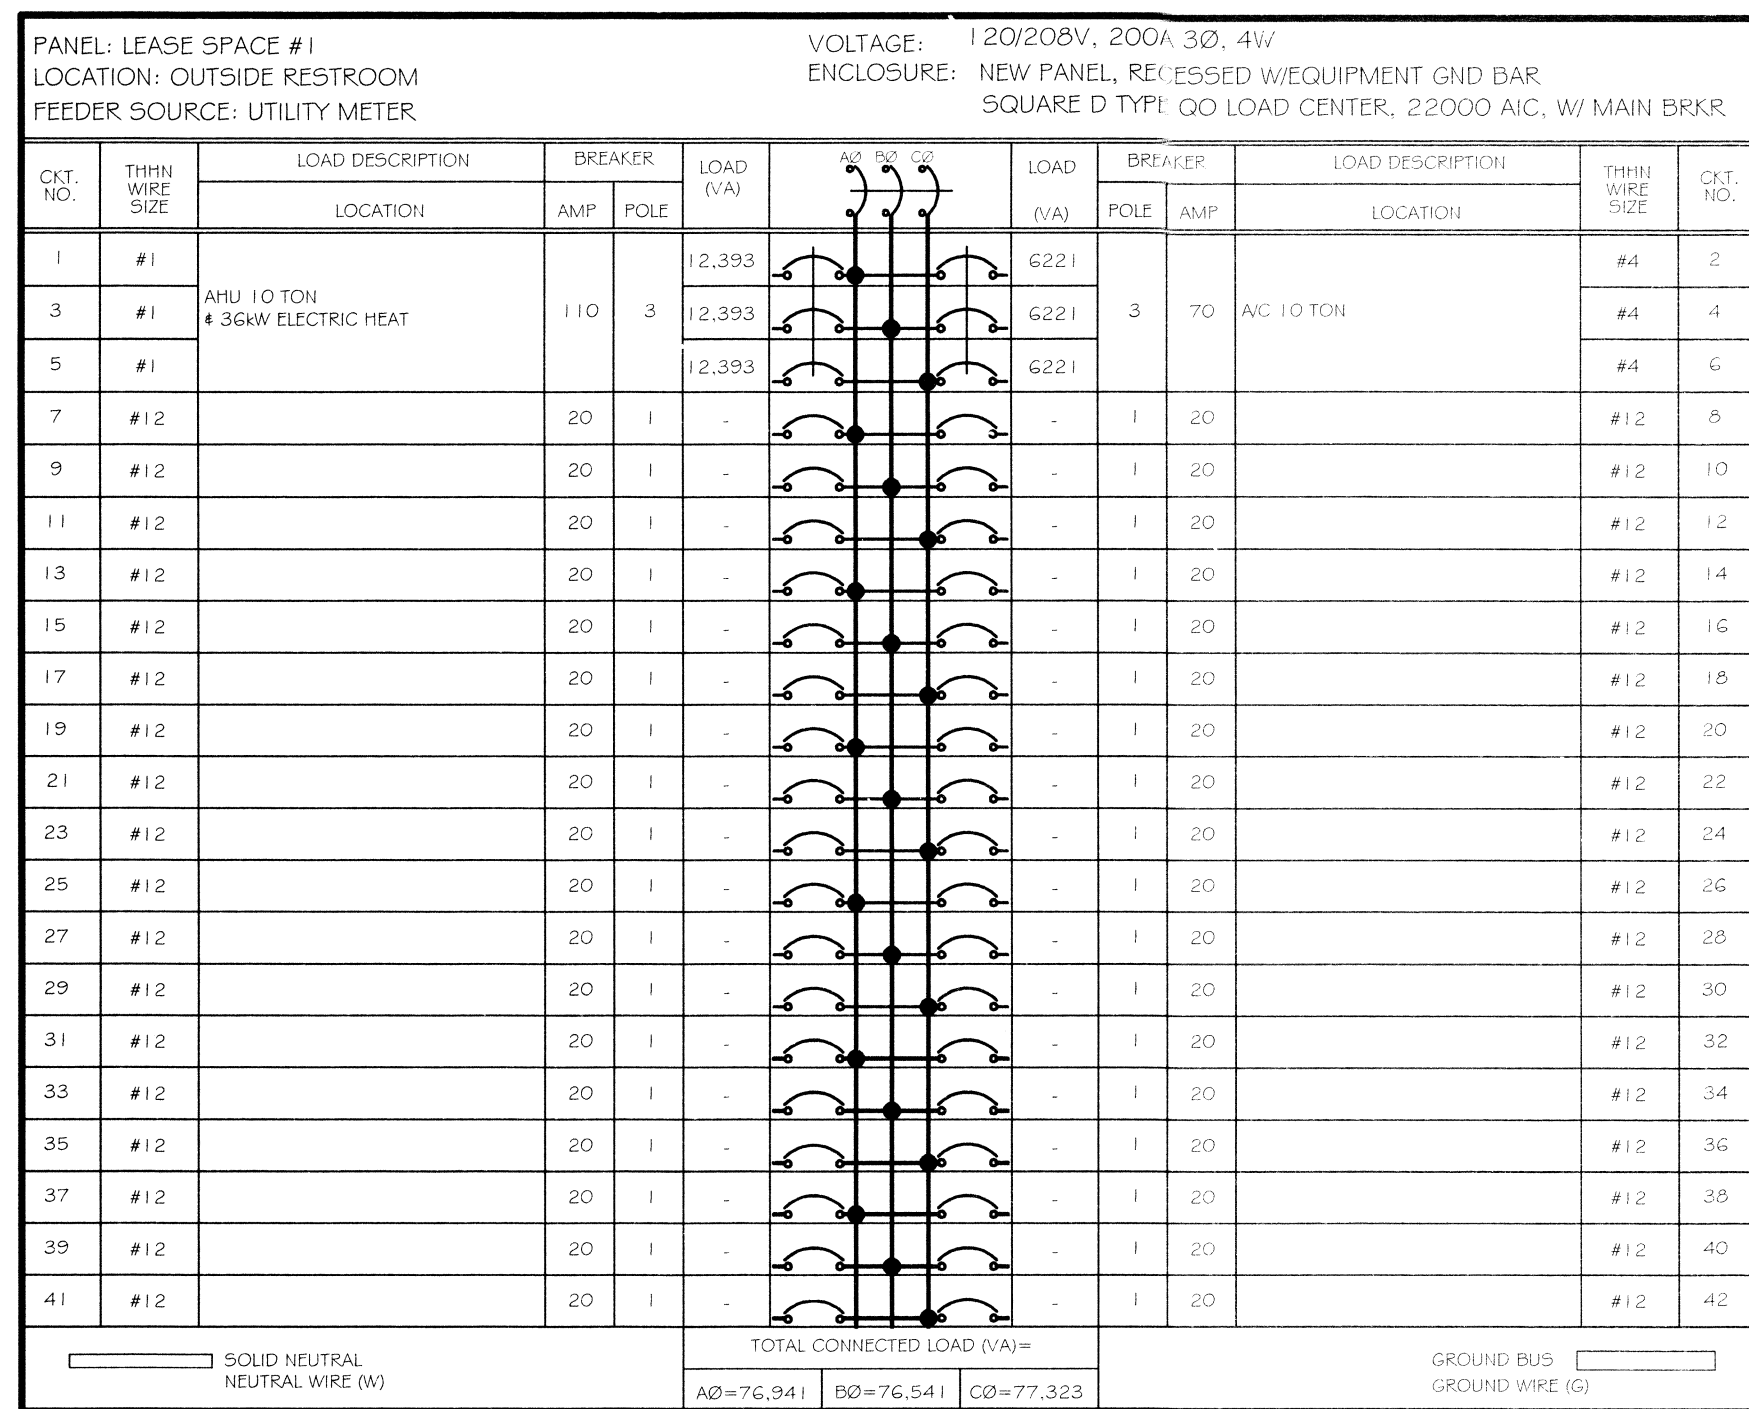 PANEL: LEASE SPACE #1
LOCATION: OUTSIDE RESTROOM
FEEDER SOURCE: UTILITY METER
VOLTAGE: 120/208V, 200A 3Ø, 4W
ENCLOSURE: NEW PANEL, RECESSED W/EQUIPMENT GND BAR
SQUARE D TYPE QO LOAD CENTER, 22000 AIC, W/ MAIN BRKR
CKT. NO. THHN WIRE SIZE LOAD DESCRIPTION LOCATION BREAKER AMP POLE LOAD (VA) AØ BØ CØ LOAD (VA) BREAKER POLE AMP LOAD DESCRIPTION LOCATION THHN WIRE SIZE CKT. NO.
1 #1 12,393 6221 #4 2
AHU 10 TON
3 #1 & 36kW ELECTRIC HEAT 110 3 12,393 6221 3 70 A/C 10 TON #4 4
5 #1 12,393 6221 #4 6
7 #12 20 1 - - 1 20 #12 8
9 #12 20 1 - - 1 20 #12 10
11 #12 20 1 - - 1 20 #12 12
13 #12 20 1 - - 1 20 #12 14
15 #12 20 1 - - 1 20 #12 16
17 #12 20 1 - - 1 20 #12 18
19 #12 20 1 - - 1 20 #12 20
21 #12 20 1 - - 1 20 #12 22
23 #12 20 1 - - 1 20 #12 24
25 #12 20 1 - - 1 20 #12 26
27 #12 20 1 - - 1 20 #12 28
29 #12 20 1 - - 1 20 #12 30
31 #12 20 1 - - 1 20 #12 32
33 #12 20 1 - - 1 20 #12 34
35 #12 20 1 - - 1 20 #12 36
37 #12 20 1 - - 1 20 #12 38
39 #12 20 1 - - 1 20 #12 40
41 #12 20 1 - - 1 20 #12 42
SOLID NEUTRAL
NEUTRAL WIRE (W)
TOTAL CONNECTED LOAD (VA)=
AØ=76,941 BØ=76,541 CØ=77,323
GROUND BUS
GROUND WIRE (G)